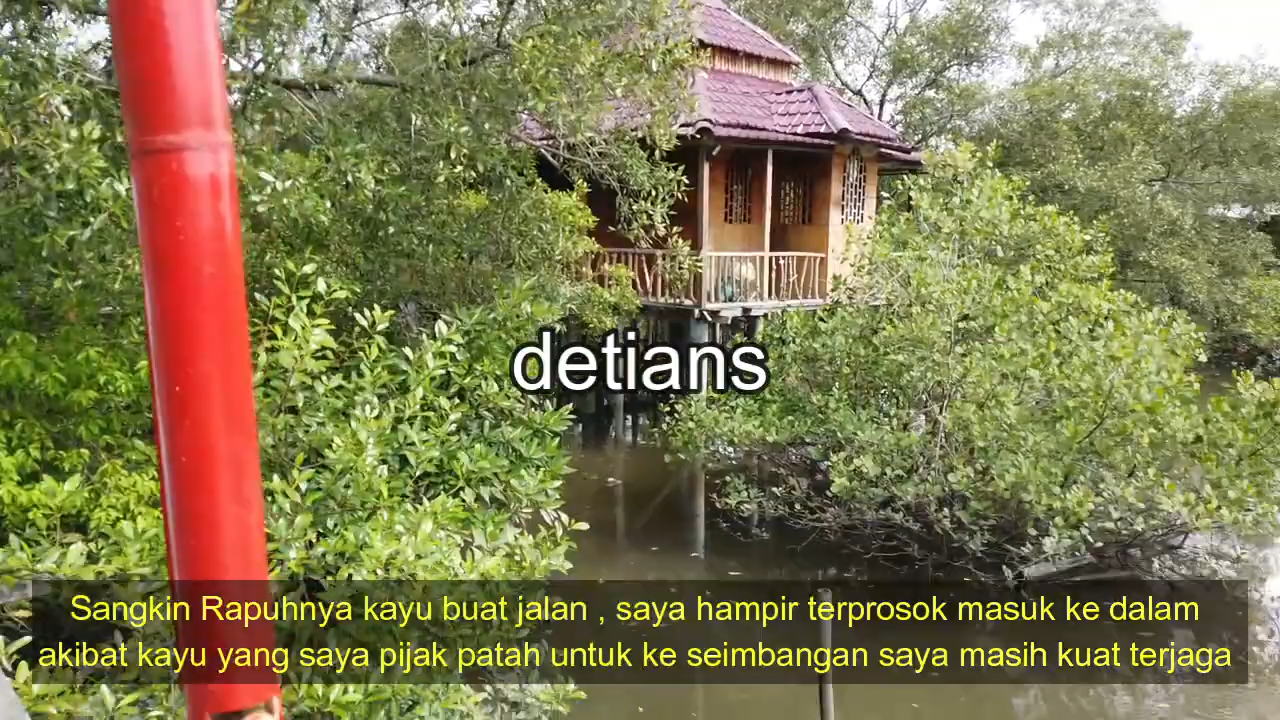 detians
Sangkin Rapuhnya kayu buat jalan , saya hampir terprosok masuk ke dalam
akibat kayu yang saya pijak patah untuk ke seimbangan saya masih kuat terjaga